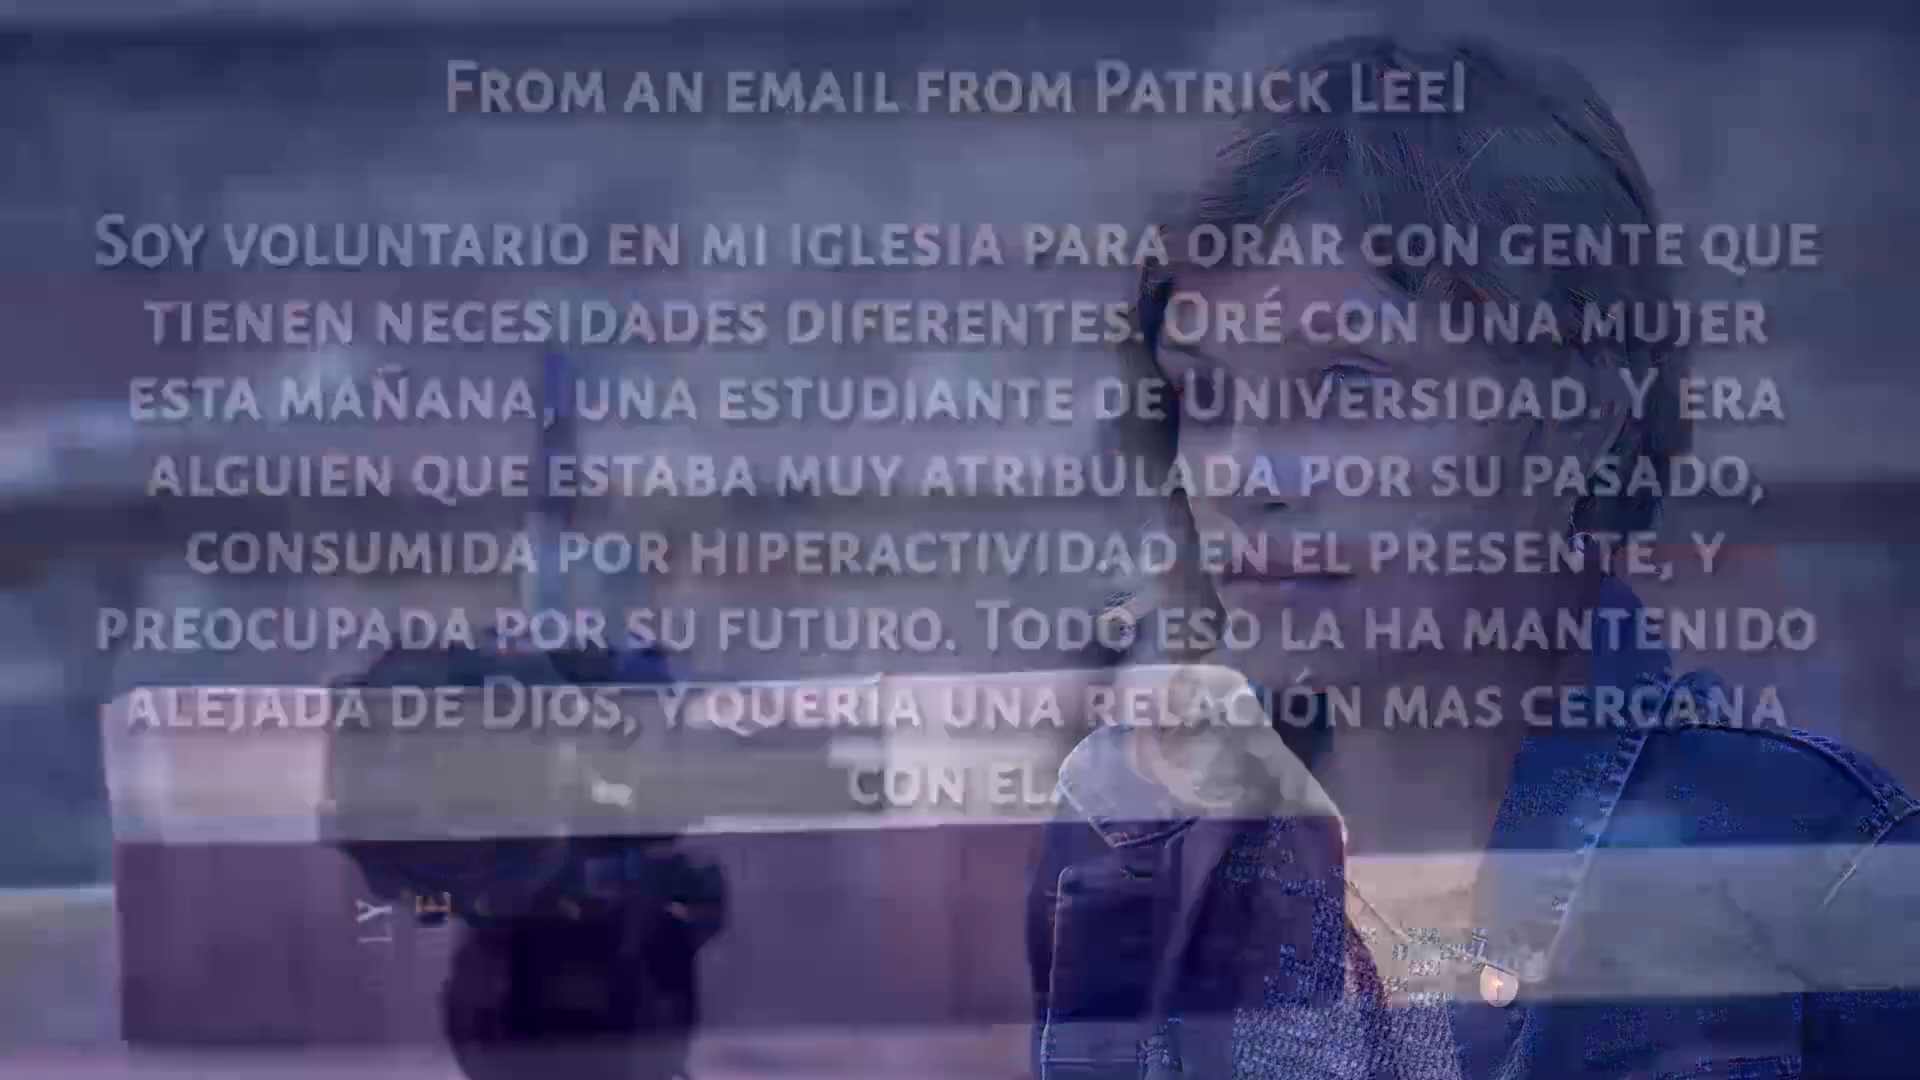 From an email from Patrick Leel
Soy voluntario en mi iglesia para orar con gente que
tienen necesidades diferentes. Oré con una mujer
esta mañana, una estudiante de Universidad. Y era
alguien que estaba muy atribulada por su pasado,
consumida por hiperactividad en el presente, y
preocupada por su futuro. Todo eso la ha mantenido
alejada de Dios, y quería una relación mas cercana
con el.
LY
E